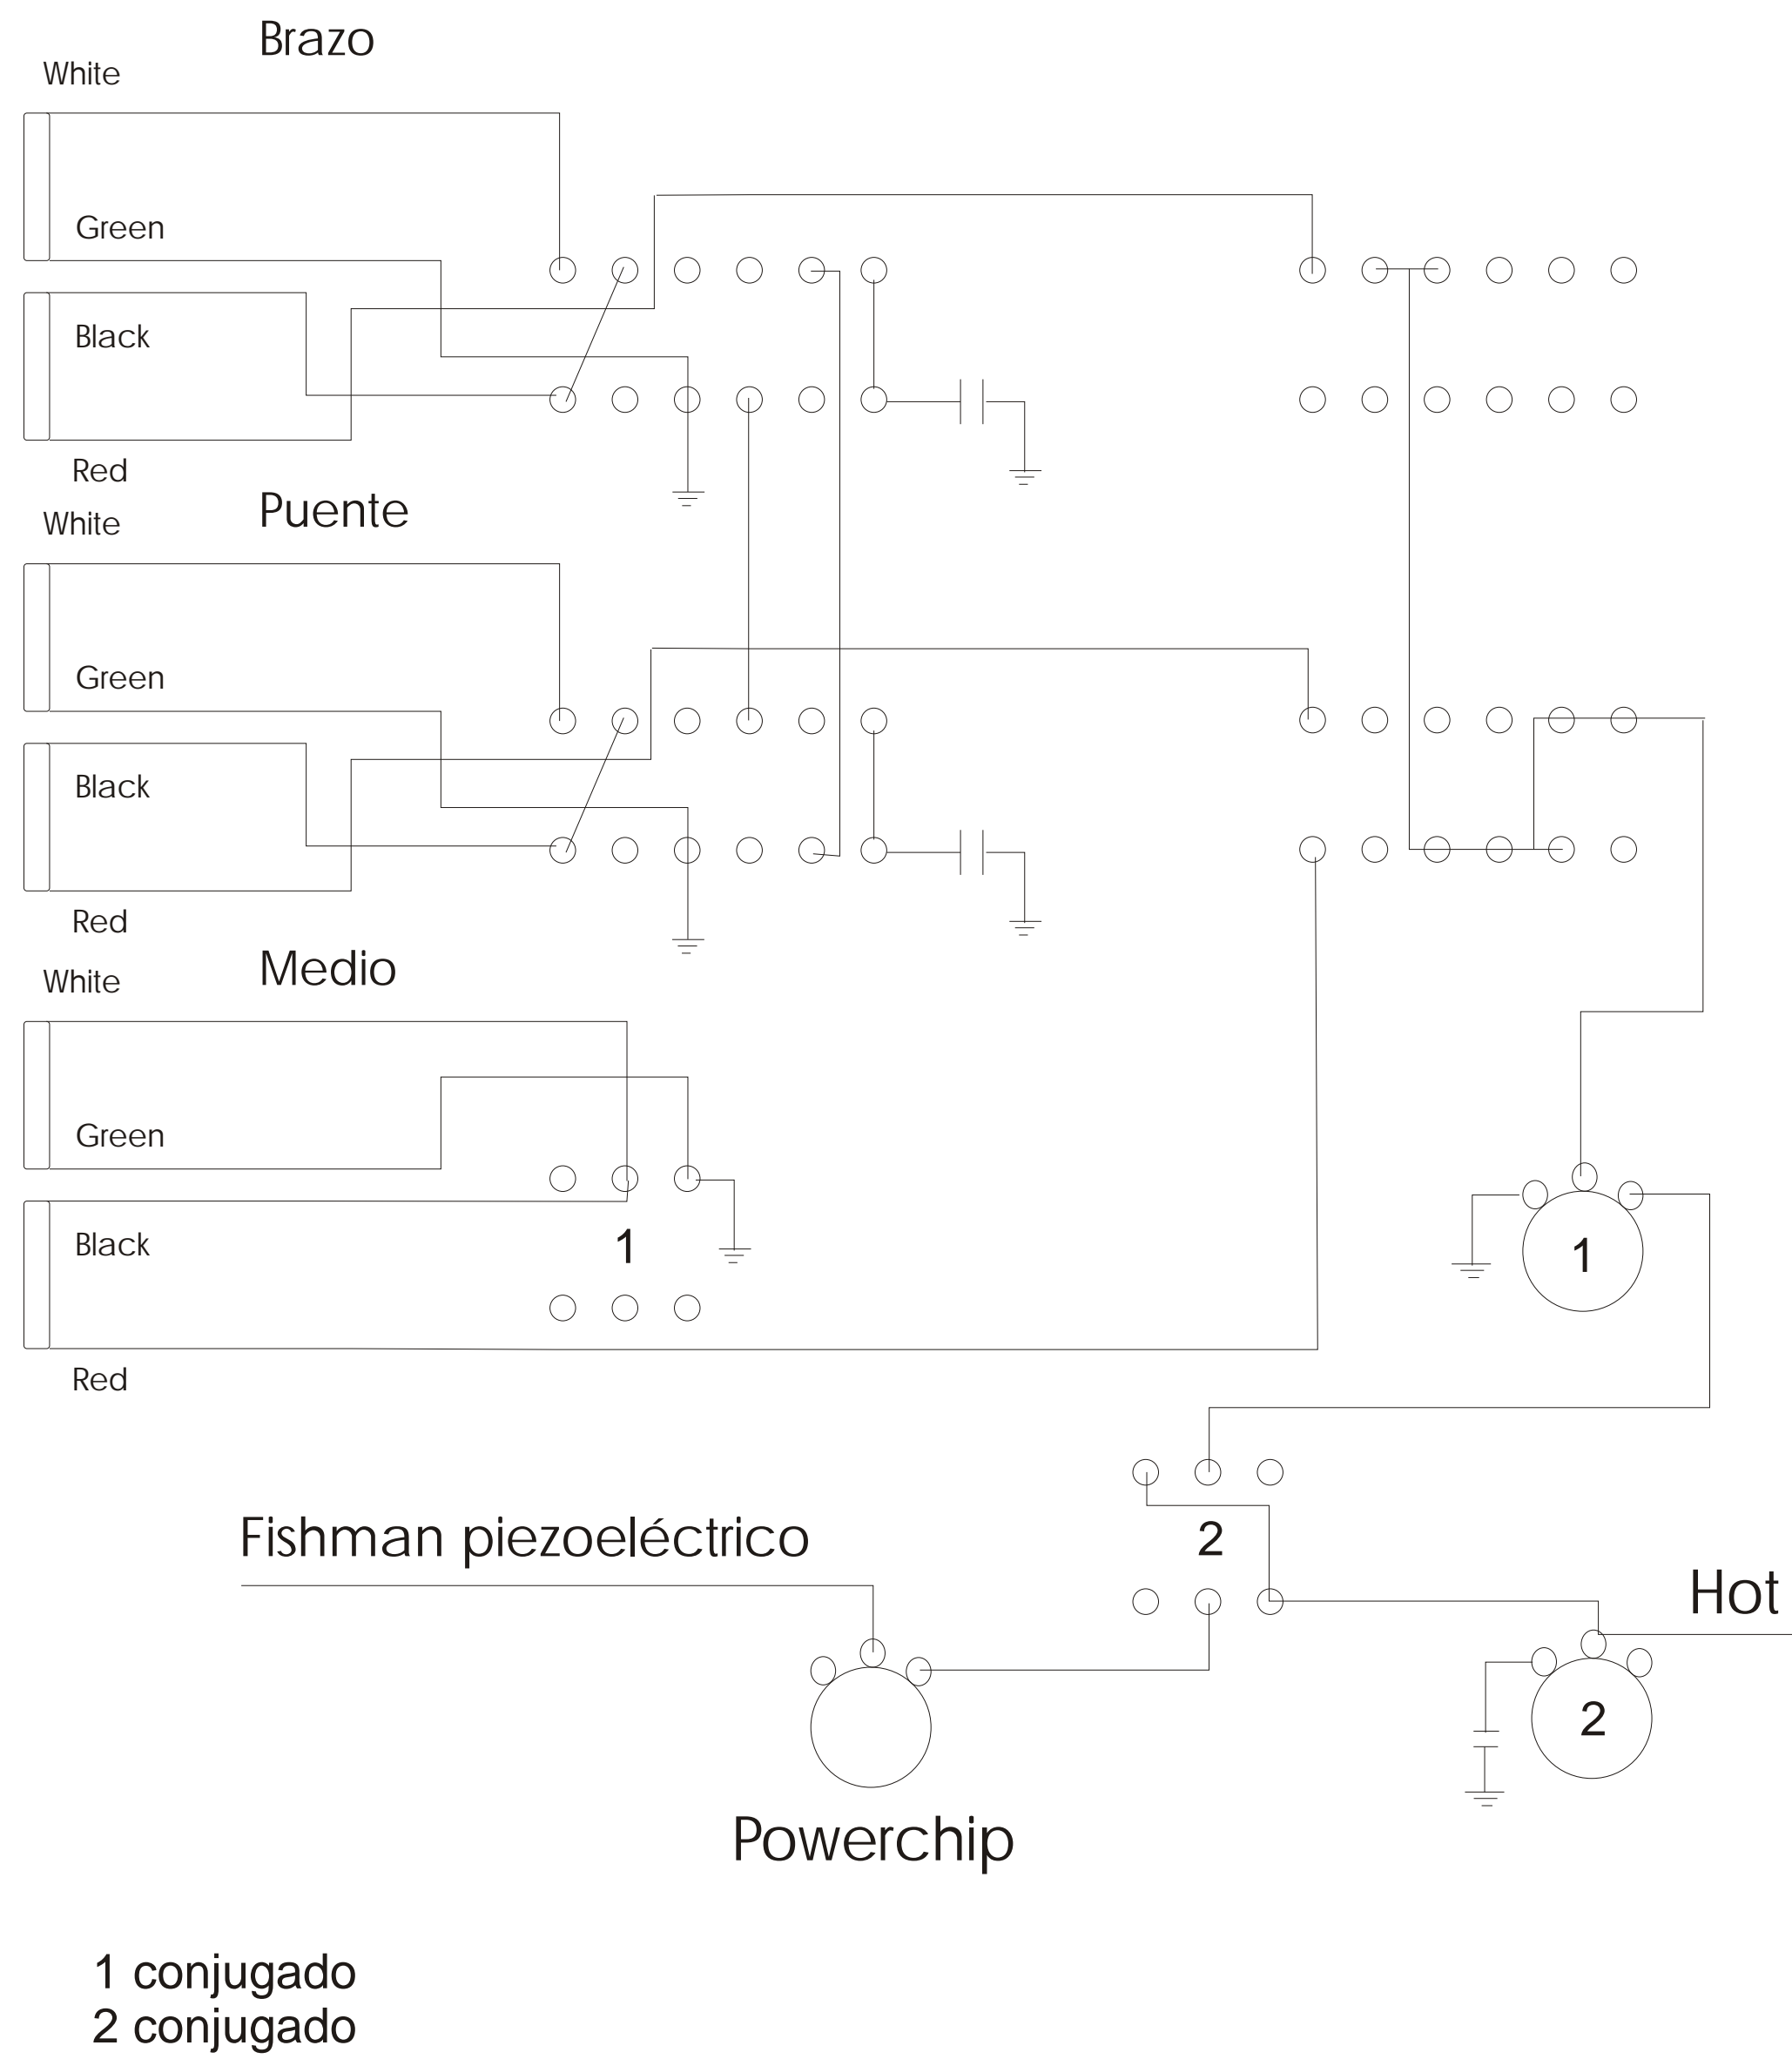 Brazo
White
Green
Black
Red
Puente
White
Green
Black
Red
Medio
White
Green
Black
1
1
Red
Fishman piezoeléctrico
2
Hot
2
Powerchip
1 conjugado
2 conjugado